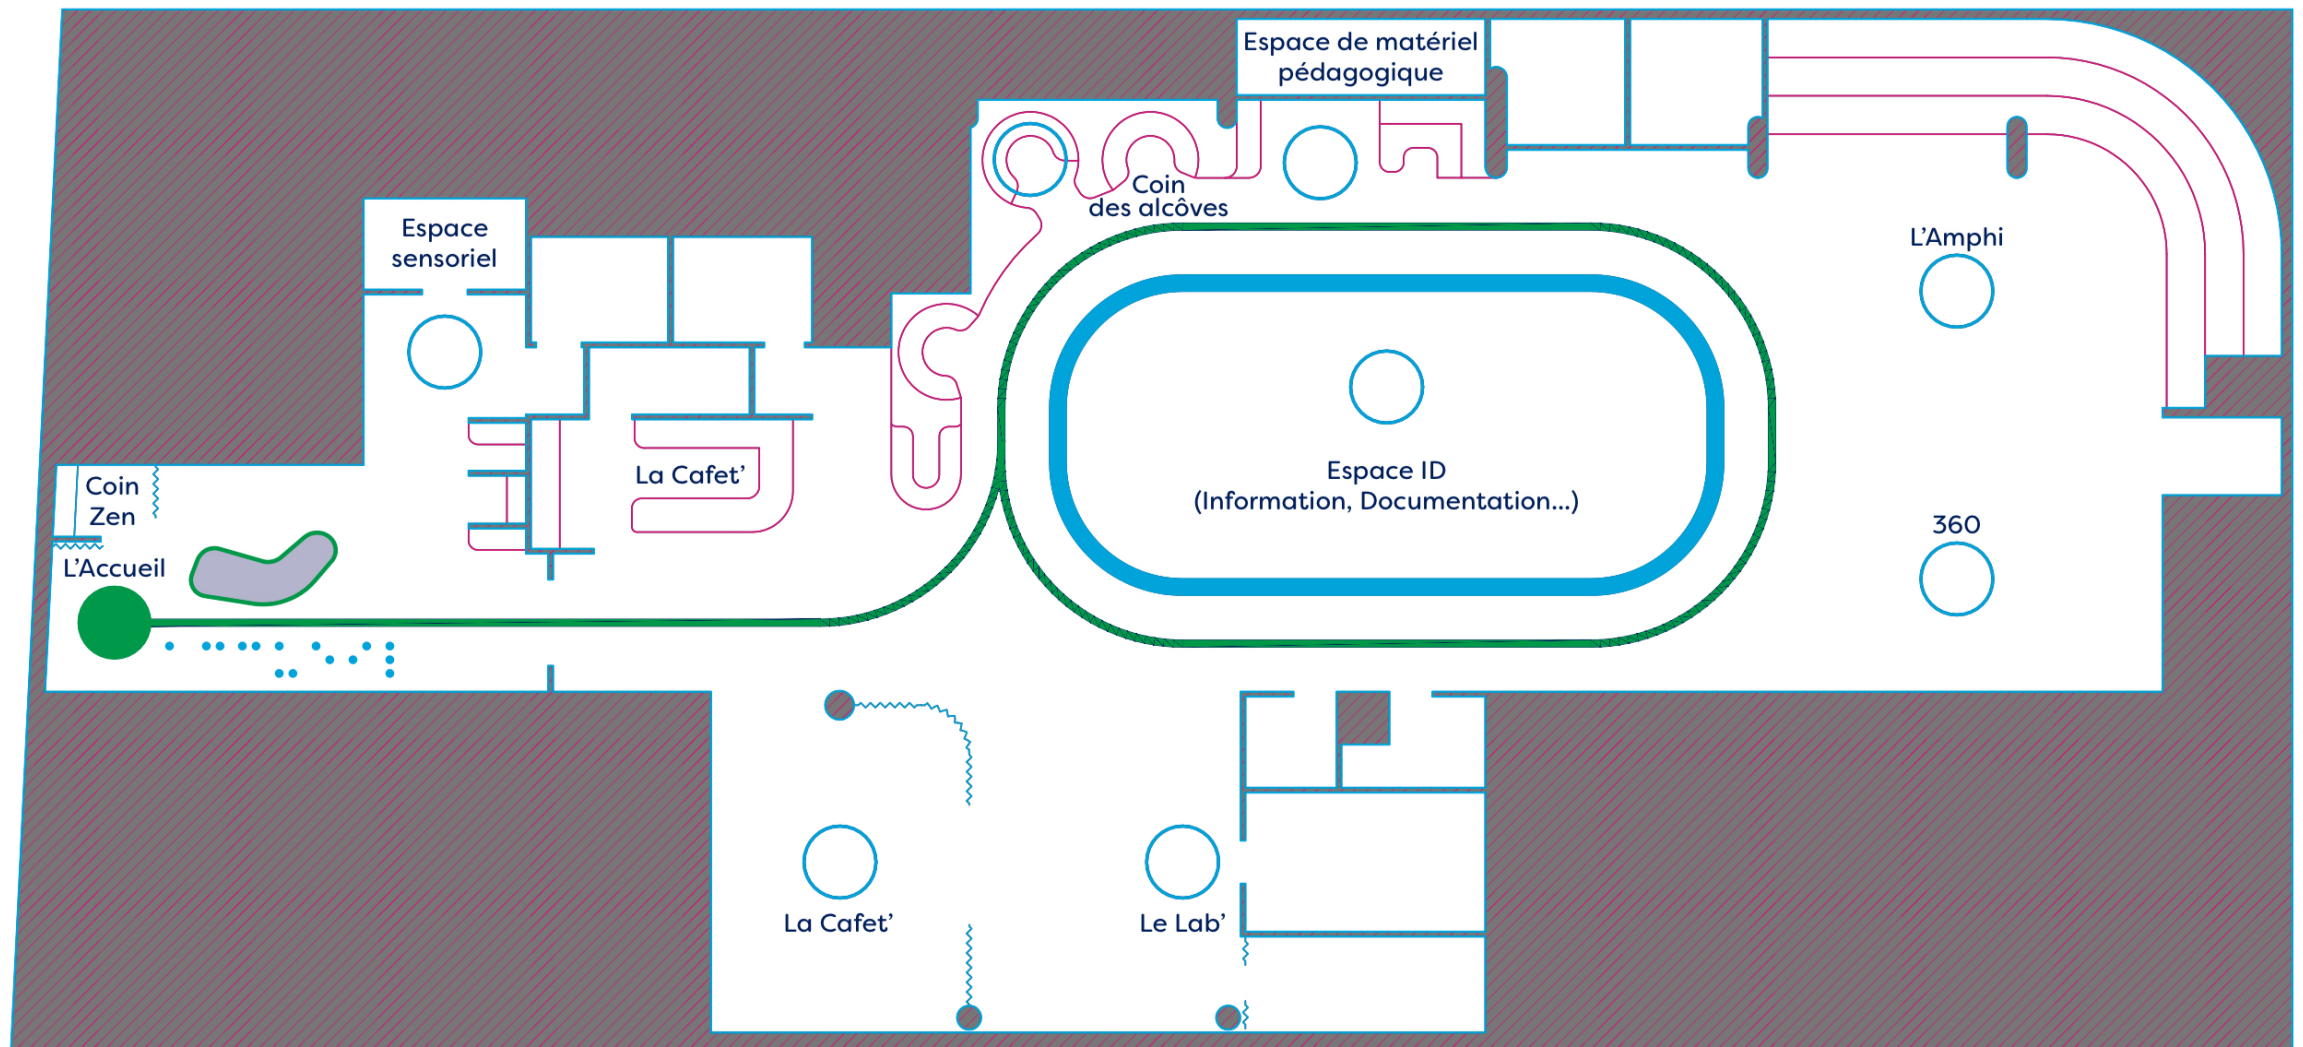 Espace de matériel
pédagogique
Coin
des alcôves
Espace
sensoriel
L'Amphi
La Cafet'
Espace ID
(Information, Documentation...)
Coin
Zen
360
L'Accueil
La Cafet'
Le Lab'